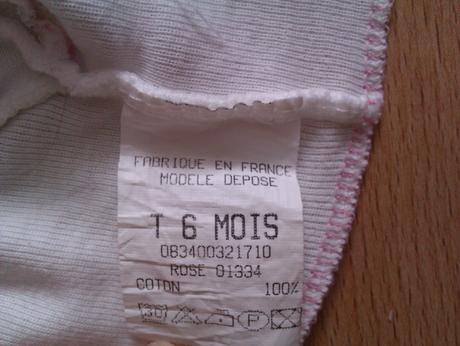 FABRIQUE EN FRANCE
MODELE DEPOSE
T 6 MOIS
083400321710
ROSE 01334
COTON 100%
30 P